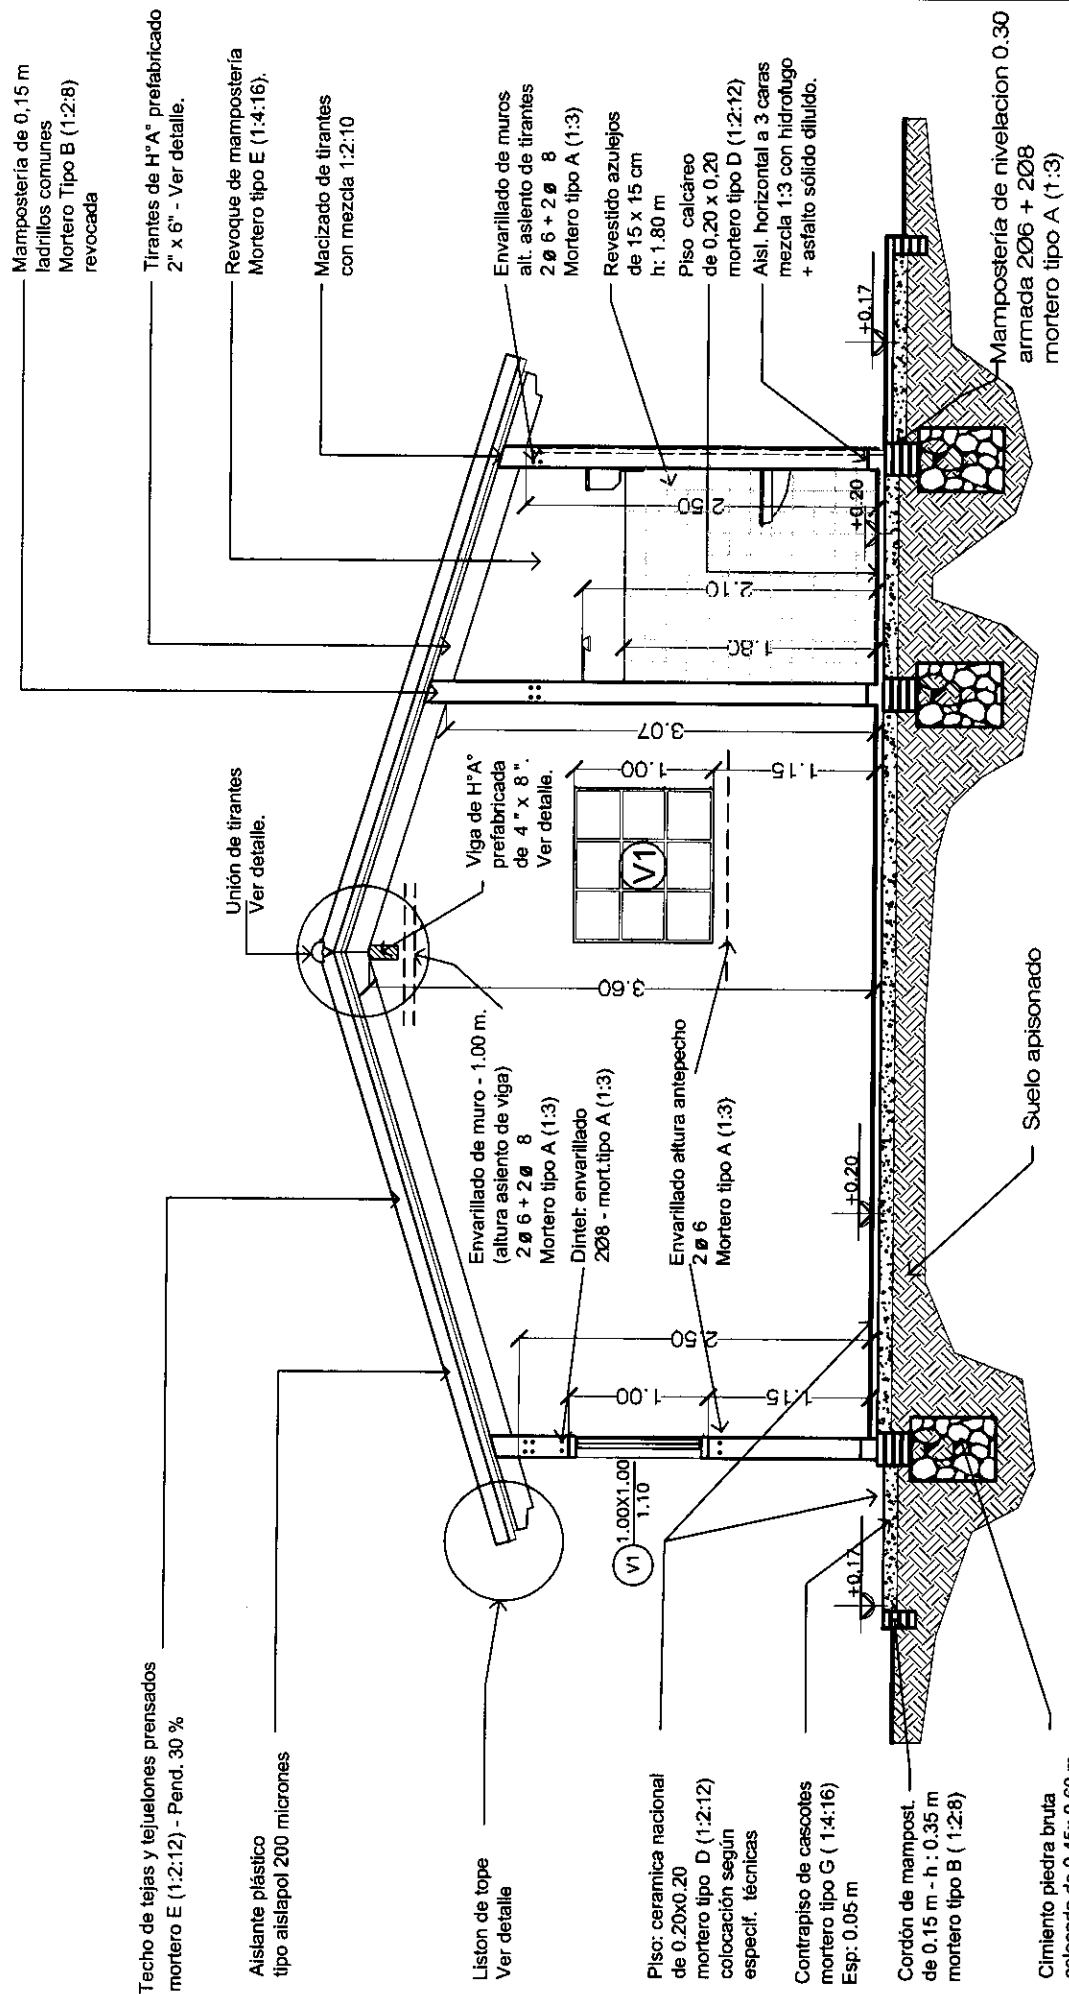 Mampostería de 0,15 m
ladrillos comunes
Mortero Tipo B (1:2:8)
revocada
Tirantes de H°A° prefabricado
2" x 6" - Ver detalle.
Revoque de mampostería
Mortero tipo E (1:4:16).
Macizado de tirantes
con mezcla 1:2:10
Envarillado de muros
alt. asiento de tirantes
2 ø 6 + 2 ø 8
Mortero tipo A (1:3)
Revestido azulejos
de 15 x 15 cm
h: 1.80 m
Piso calcáreo
de 0,20 x 0,20
mortero tipo D (1:2:12)
Aisl. horizontal a 3 caras
mezcla 1:3 con hidrofugo
+ asfalto sólido diluído.
Mampostería de nivelacion 0.30
armada 2Ø6 + 2Ø8
mortero tipo A (1:3)
Unión de tirantes
Ver detalle.
Viga de H°A°
prefabricada
de 4 " x 8 ".
Ver detalle.
Envarillado de muro - 1.00 m.
(altura asiento de viga)
2 ø 6 + 2 ø 8
Mortero tipo A (1:3)
Dintel: envarillado
2Ø8 - mort.tipo A (1:3)
Envarillado altura antepecho
2 ø 6
Mortero tipo A (1:3)
Suelo apisonado
Techo de tejas y tejuelones prensados
mortero E (1:2:12) - Pend. 30 %
Aislante plástico
tipo aislapol 200 micrones
Liston de tope
Ver detalle
Piso: ceramica nacional
de 0.20x0.20
mortero tipo D (1:2:12)
colocación según
especif. técnicas
Contrapiso de cascotes
mortero tipo G ( 1:4:16)
Esp: 0.05 m
Cordón de mampost.
de 0.15 m - h : 0.35 m
mortero tipo B ( 1:2:8)
Cimiento piedra bruta
V1
1.00X1.00
1.10
V1
2.50
1.00
1.15
3.60
1.00
1.15
3.07
1.80
2.10
2.50
+0.17
+0.20
+0.20
+0.17